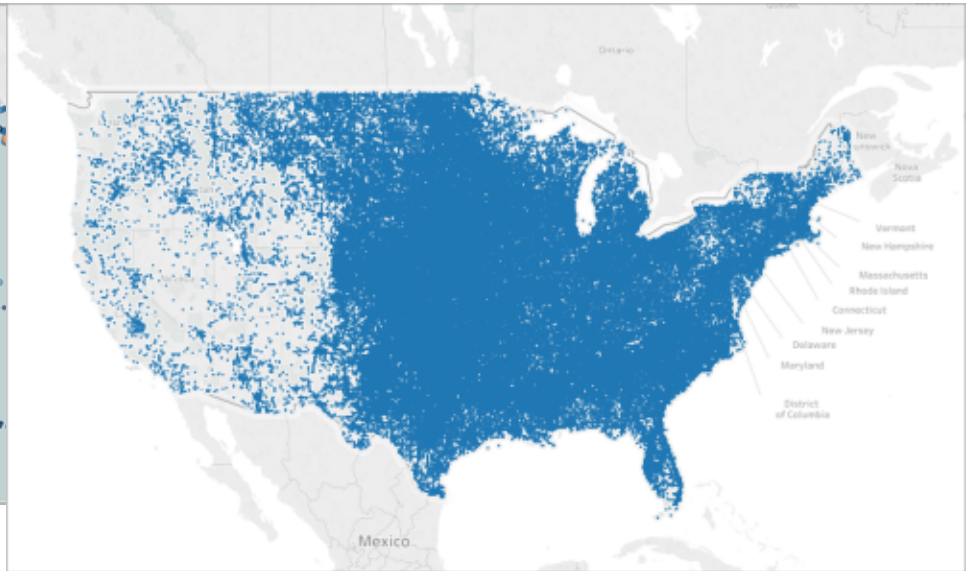 Ontario
New
Nova
Scotia
Vermont
New Hampshire
Massachusetts
Rhode Island
Connecticut
New Jersey
Delaware
Maryland
District
of Columbia
Mexico